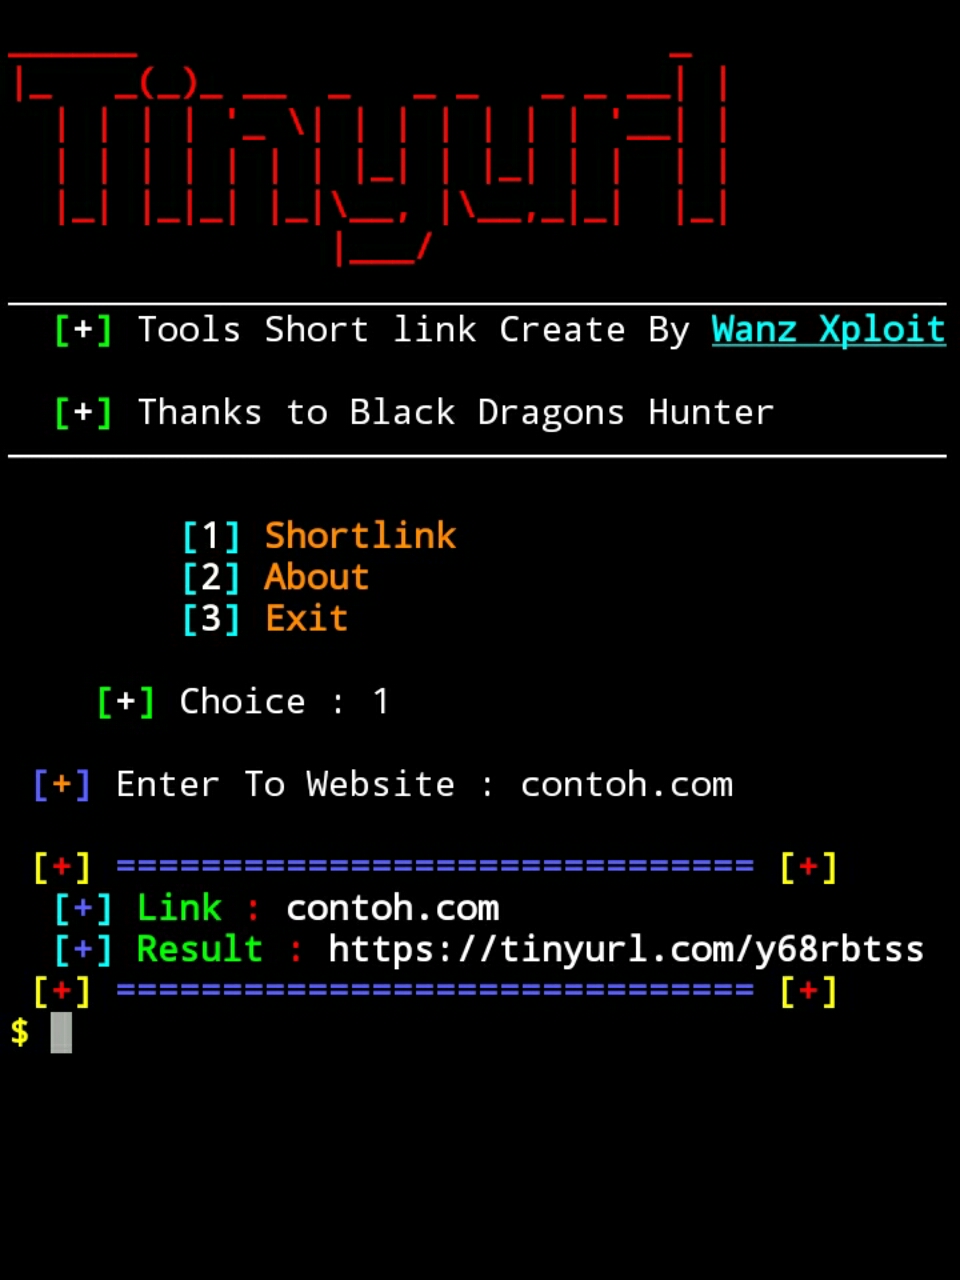 Tinyurl
[+] Tools Short link Create By Wanz Xploit
[+] Thanks to Black Dragons Hunter
[1] Shortlink
[2] About
[3] Exit
[+] Choice : 1
[+] Enter To Website : contoh.com
[+] ============================== [+]
[+] Link : contoh.com
[+] Result : https://tinyurl.com/y68rbtss
[+] ============================== [+]
$